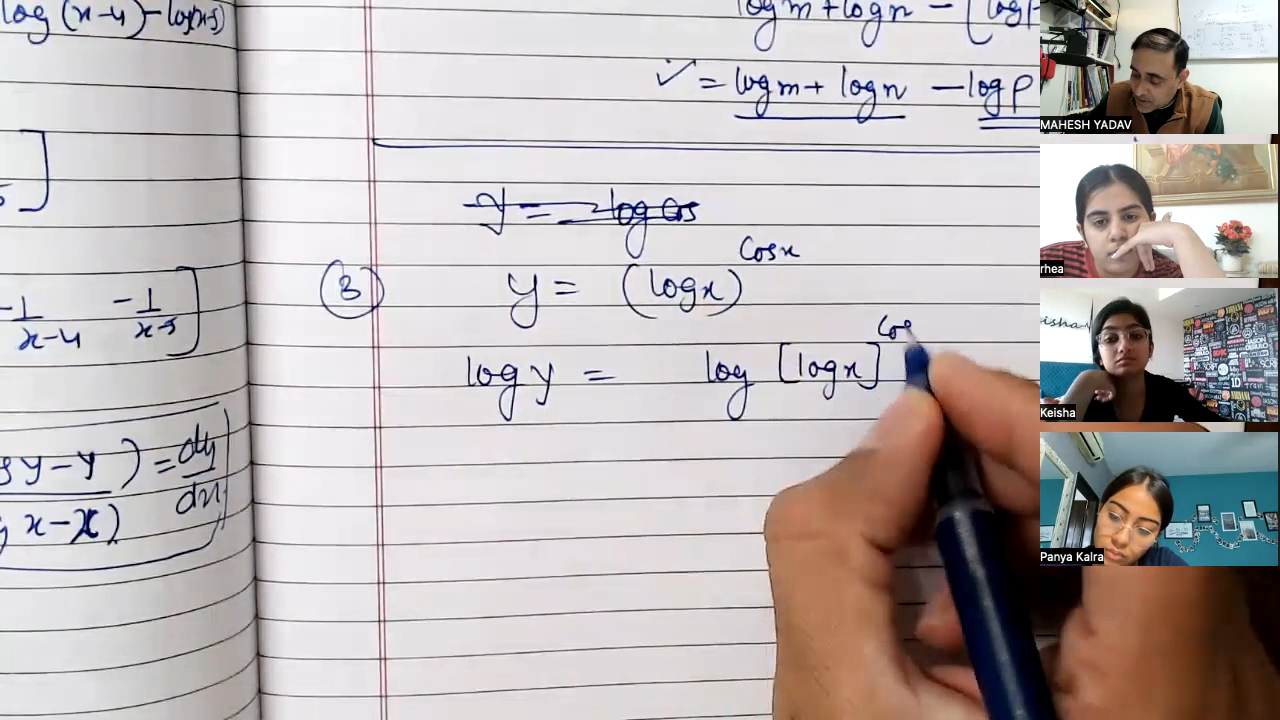 log (x-4) - log(x-5)
]
-1/(x-4) -1/(x-5) ]
y - y ) = dy/dx
x - x )
log m + log n - [ log p
✓ = log m + log n - log p
y = log cos
(3) y = (log x)^cos x
log y = log [log x]^cos
MAHESH YADAV
rhea
Keisha
Panya Kalra